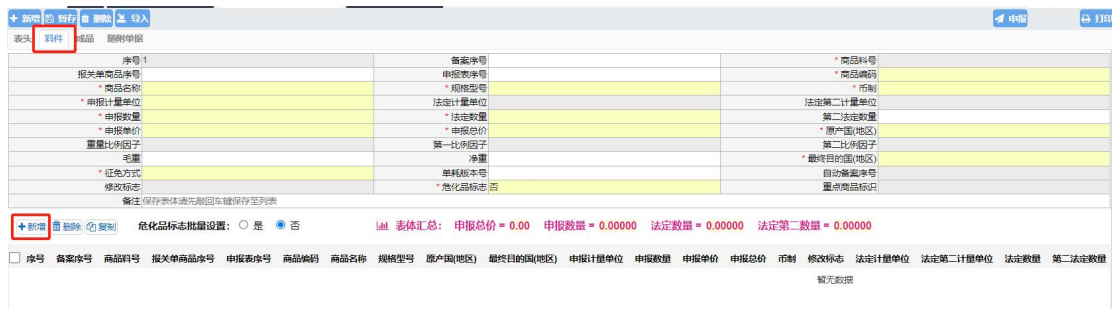 新增 暂存 删除 导入 申报 打印
表头 料件 成品 随附单据
序号 1 备案序号 * 商品料号
报关单商品序号 申报表序号 * 商品编码
* 商品名称 * 规格型号 * 币制
* 申报计量单位 法定计量单位 法定第二计量单位
* 申报数量 * 法定数量 第二法定数量
* 申报单价 * 申报总价 * 原产国(地区)
重量比例因子 第一比例因子 第二比例因子
毛重 净重 * 最终目的国(地区)
* 征免方式 单耗版本号 自动备案序号
修改标志 * 危化品标志 否 重点商品标识
备注 保存表体请先敲回车键保存至列表
新增 删除 复制 危化品标志批量设置: 是 否 表体汇总: 申报总价 = 0.00 申报数量 = 0.00000 法定数量 = 0.00000 法定第二数量 = 0.00000
序号 备案序号 商品料号 报关单商品序号 申报表序号 商品编码 商品名称 规格型号 原产国(地区) 最终目的国(地区) 申报计量单位 申报数量 申报单价 申报总价 币制 修改标志 法定计量单位 法定第二计量单位 法定数量 第二法定数量
暂无数据